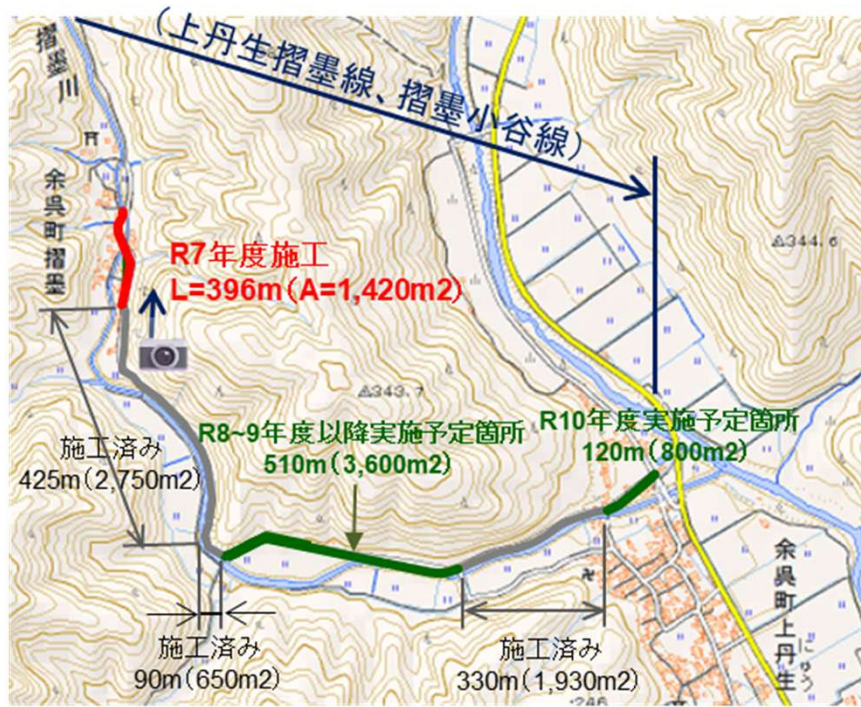 (上丹生摺墨線、摺墨小谷線)
摺墨川
余呉町摺墨
R7年度施工
L=396m(A=1,420m2)
△344.6
△343.7
施工済み
425m(2,750m2)
R8~9年度以降実施予定箇所
510m(3,600m2)
R10年度実施予定箇所
120m(800m2)
施工済み
90m(650m2)
施工済み
330m(1,930m2)
余呉町上丹生
にゅう
・246